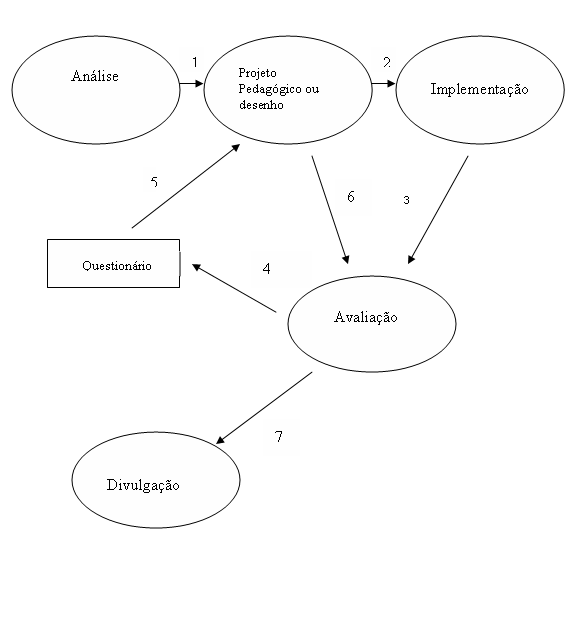 Análise
1
Projeto
Pedagógico ou
desenho
2
Implementação
5
6
3
Questionário
4
Avaliação
7
Divulgação